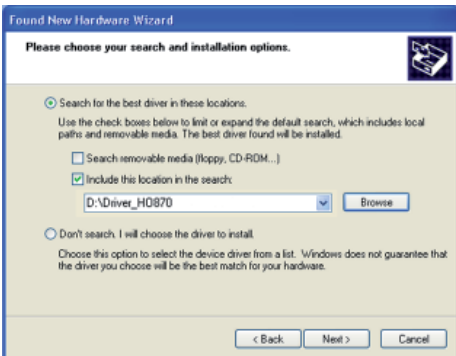 Found New Hardware Wizard
Please choose your search and installation options.
Search for the best driver in these locations.
Use the check boxes below to limit or expand the default search, which includes local
paths and removable media. The best driver found will be installed.
Search removable media (floppy, CD-ROM...)
Include this location in the search:
D:\Driver_HO870
Browse
Don't search. I will choose the driver to install.
Choose this option to select the device driver from a list. Windows does not guarantee that
the driver you choose will be the best match for your hardware.
< Back
Next >
Cancel